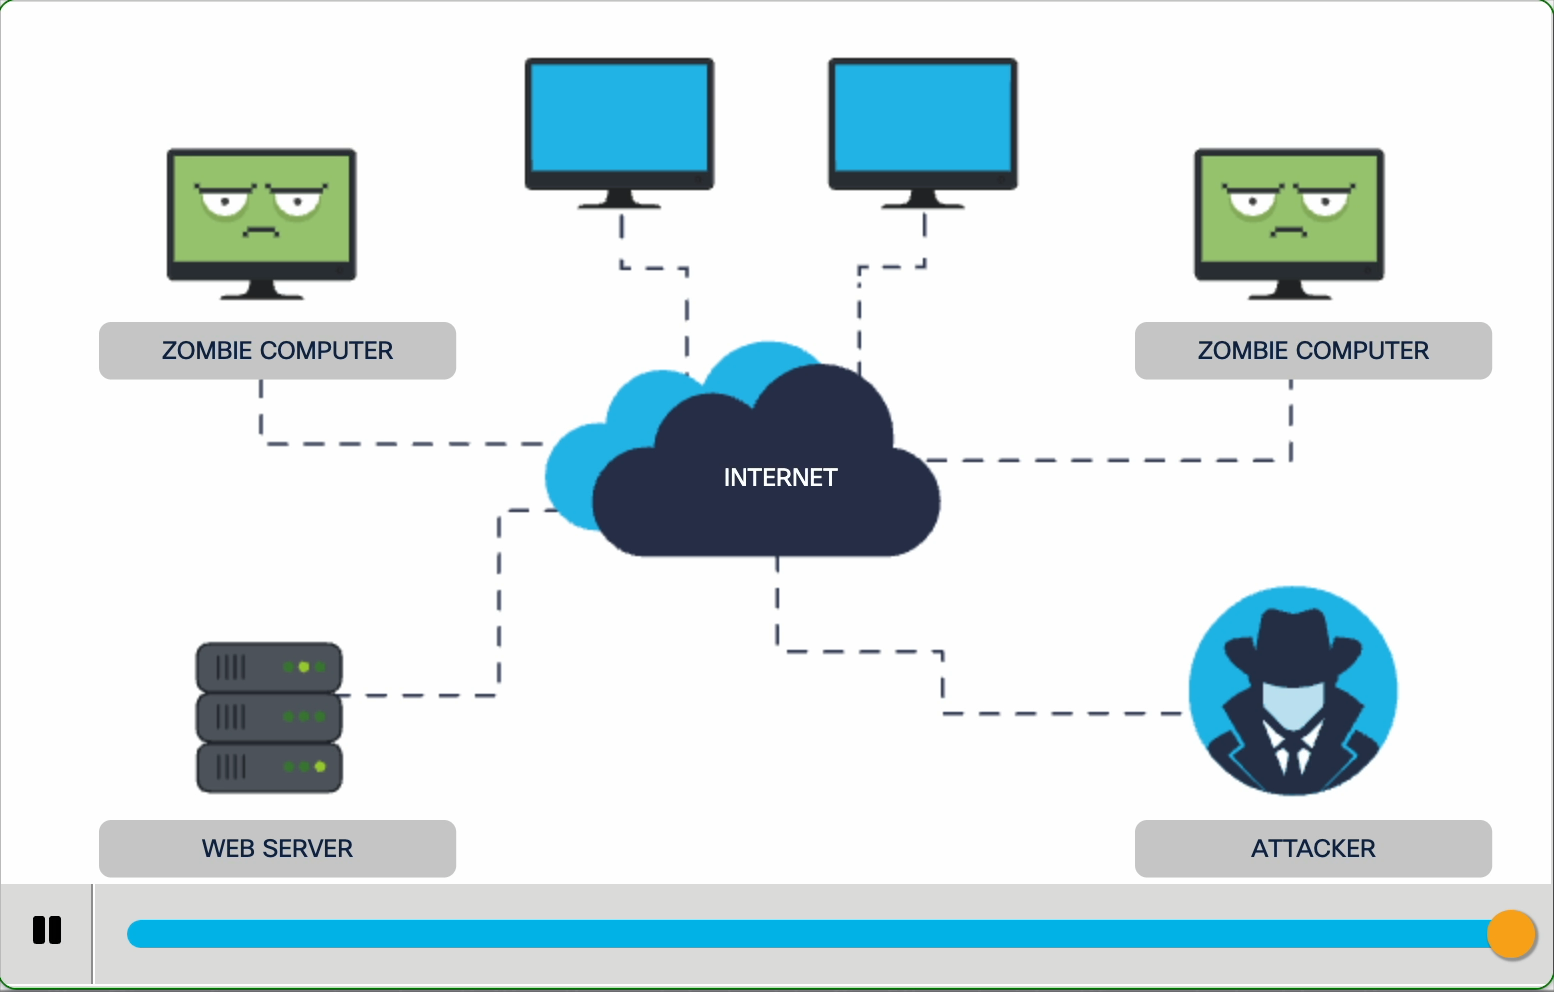 ZOMBIE COMPUTER
ZOMBIE COMPUTER
INTERNET
WEB SERVER
ATTACKER